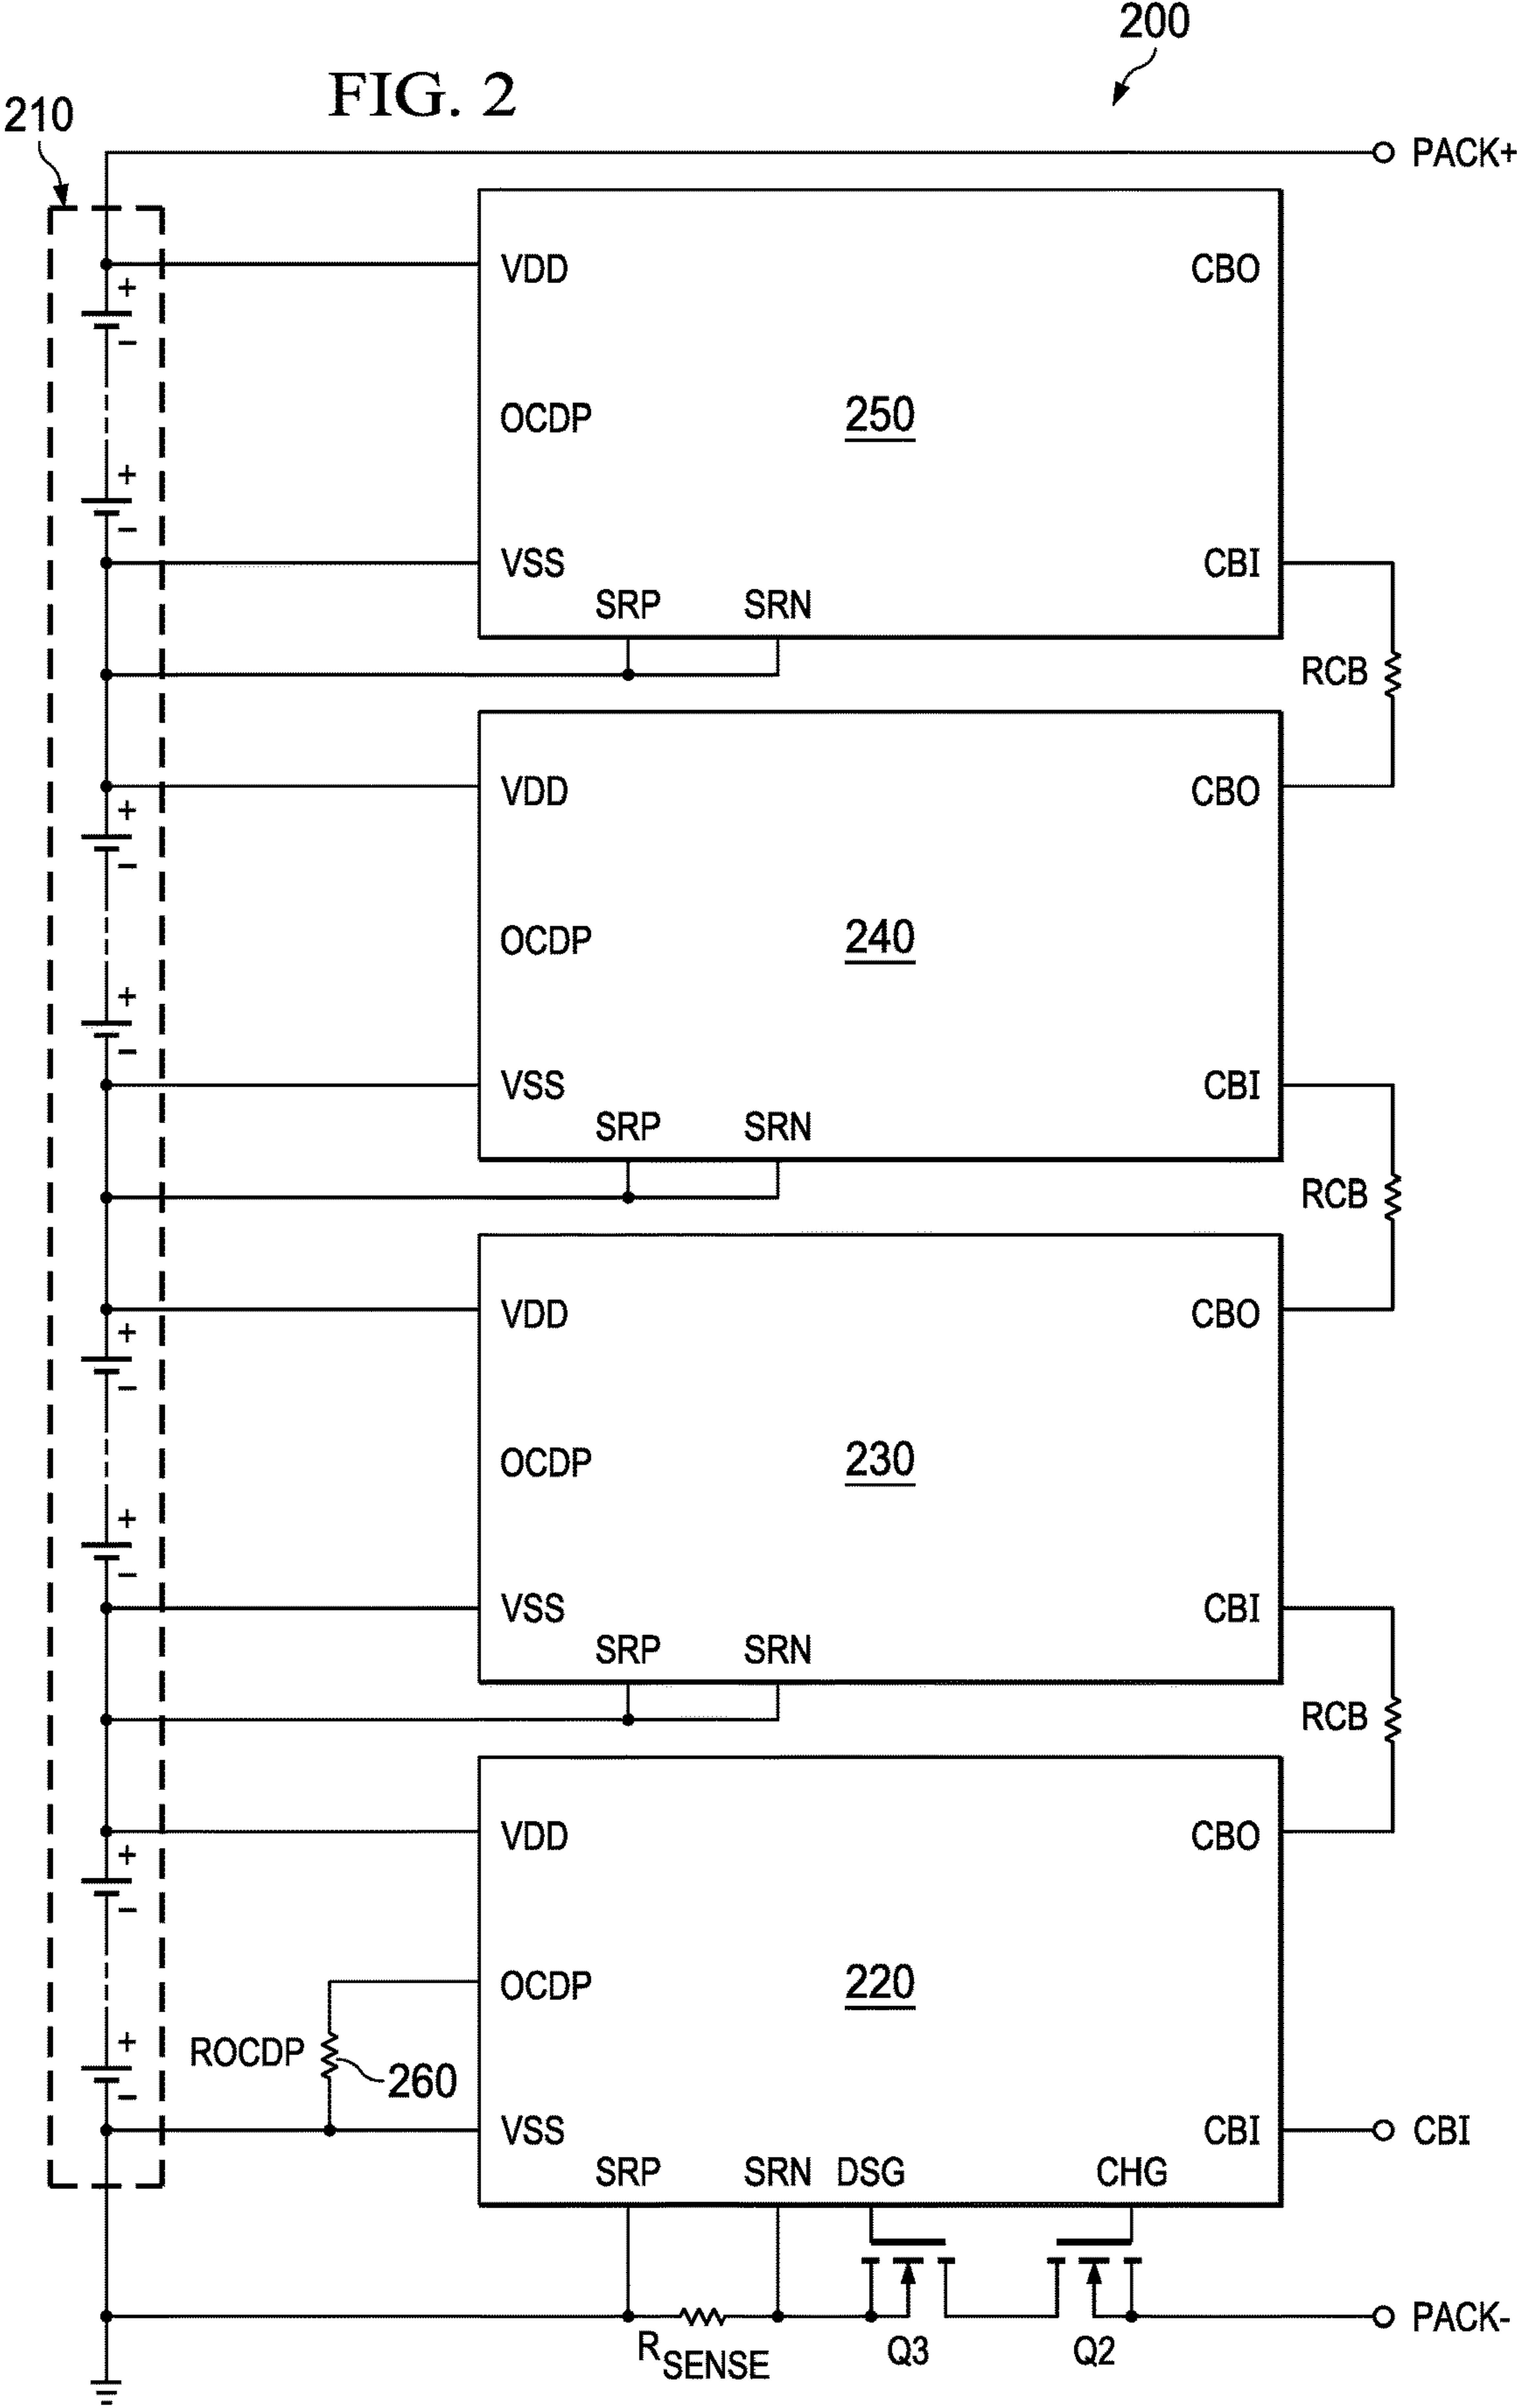 200
FIG. 2
210
PACK+
VDD
CBO
OCDP
250
VSS
CBI
SRP
SRN
RCB
VDD
CBO
OCDP
240
VSS
CBI
SRP
SRN
RCB
VDD
CBO
OCDP
230
VSS
CBI
SRP
SRN
RCB
VDD
CBO
OCDP
220
ROCDP
260
VSS
CBI
CBI
SRP
SRN
DSG
CHG
PACK-
RSENSE
Q3
Q2
+
-
+
-
+
-
+
-
+
-
+
-
+
-
+
-